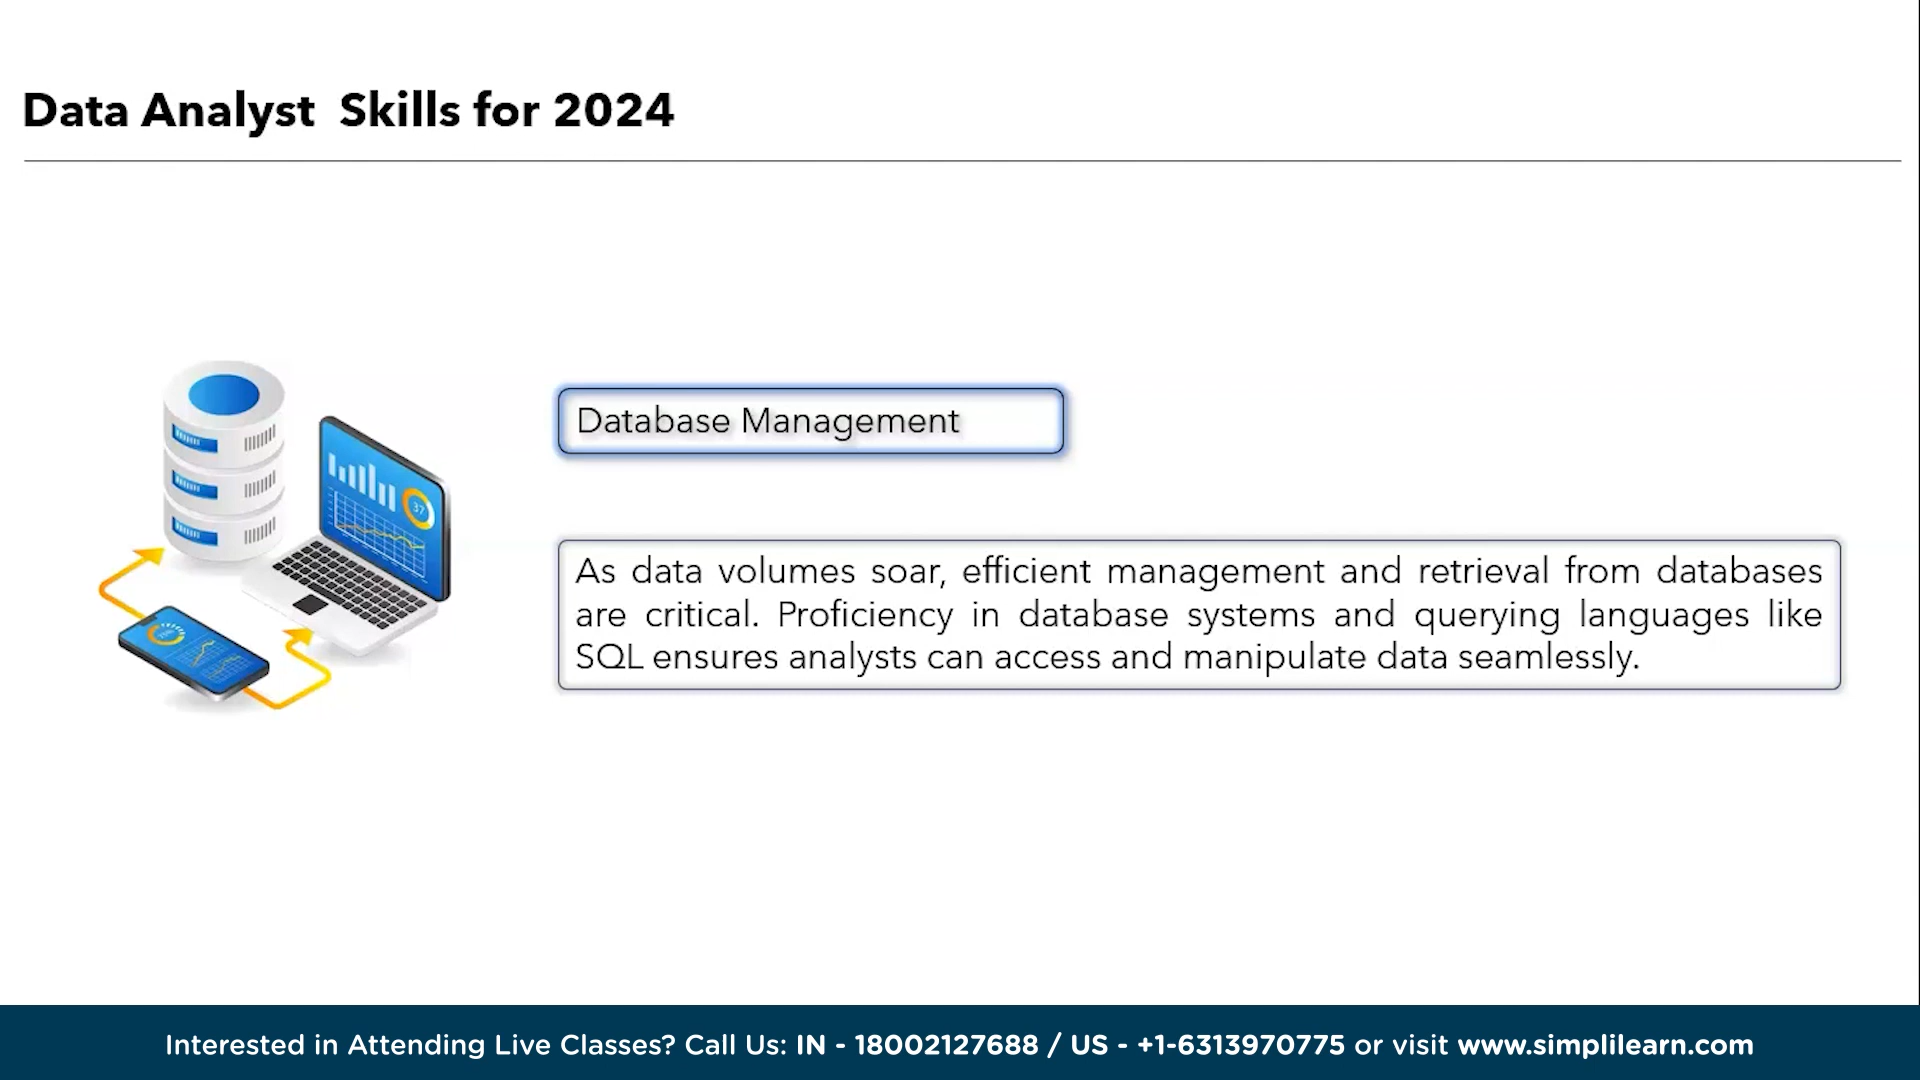 Data Analyst Skills for 2024
Database Management
37
As data volumes soar, efficient management and retrieval from databases
are critical. Proficiency in database systems and querying languages like
SQL ensures analysts can access and manipulate data seamlessly.
Interested in Attending Live Classes? Call Us: IN - 18002127688 / US - +1-6313970775 or visit www.simplilearn.com